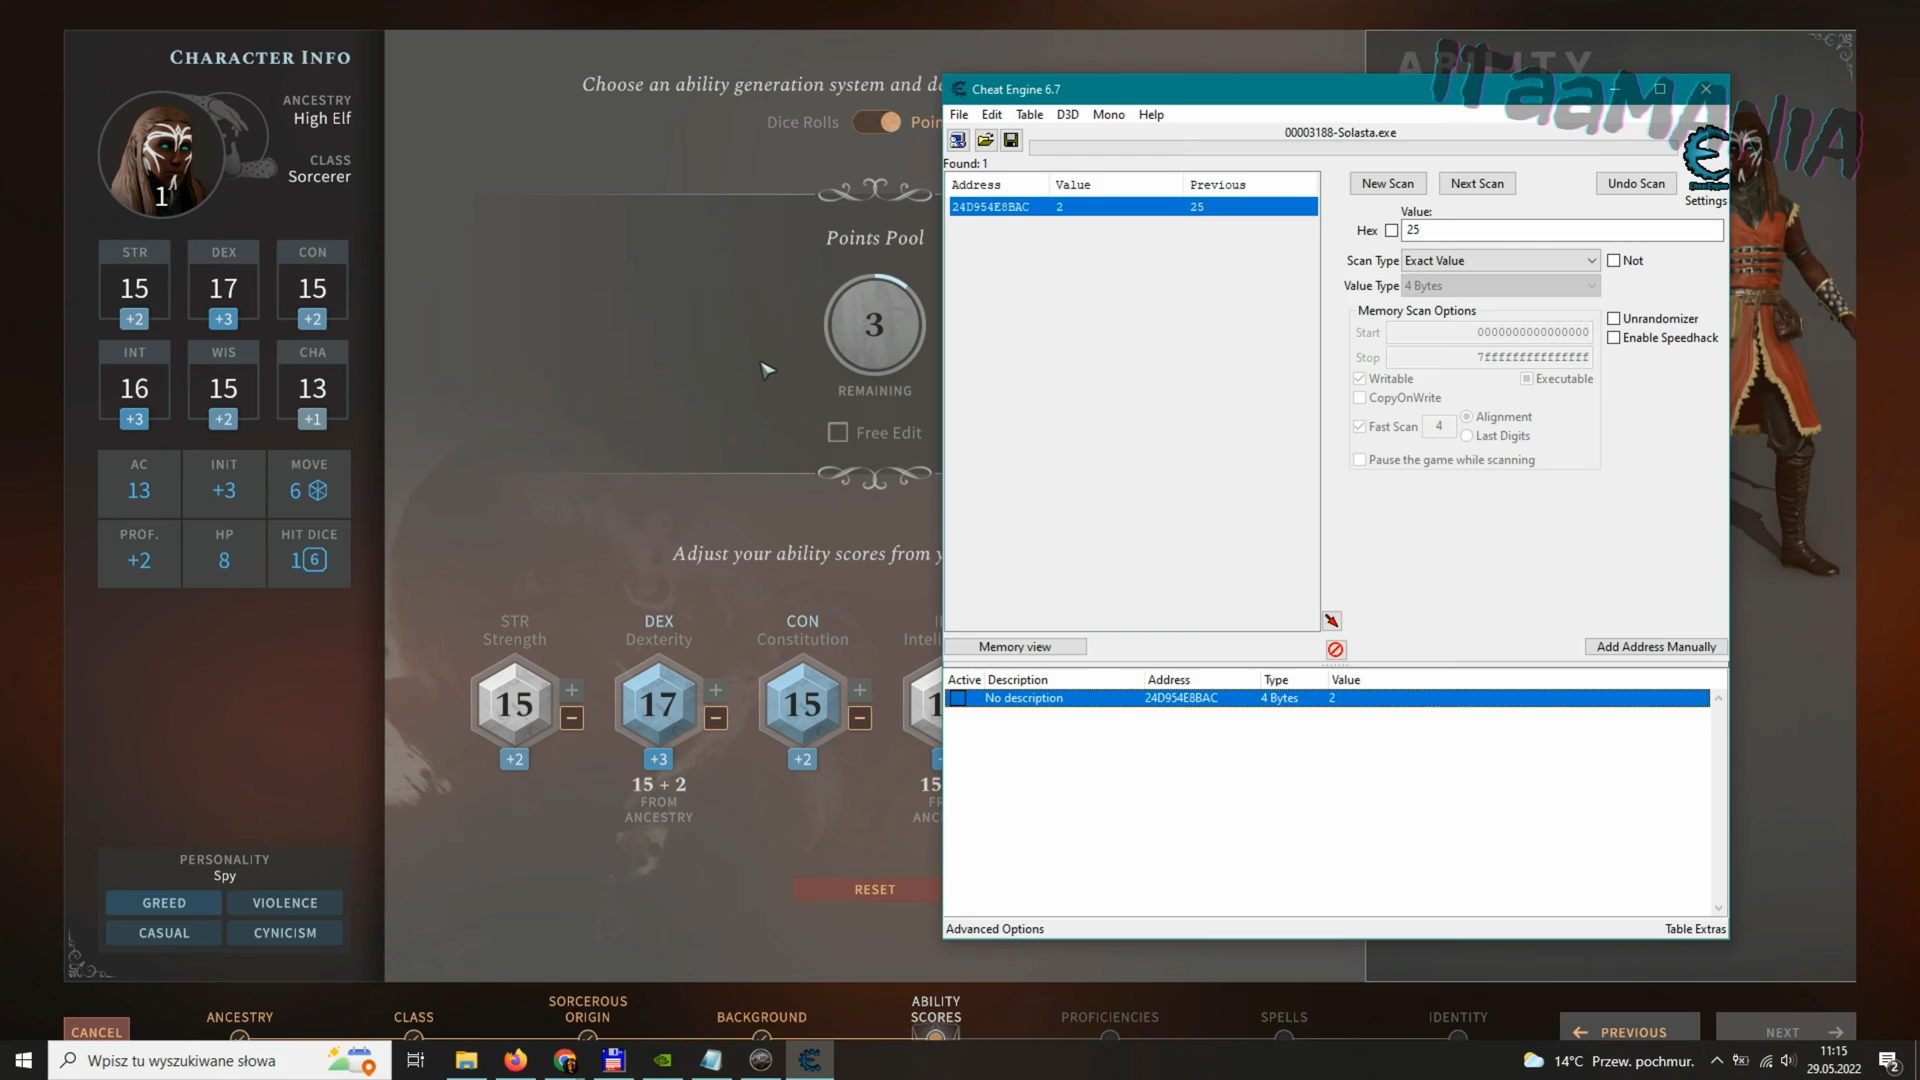 CHARACTER INFO
ANCESTRY
High Elf
CLASS
Sorcerer
1
STR
DEX
CON
15
17
15
+2
+3
+2
INT
WIS
CHA
16
15
13
+3
+2
+1
AC
INIT
MOVE
13
+3
6
PROF.
HP
HIT DICE
+2
8
1 6
PERSONALITY
Spy
GREED
VIOLENCE
CASUAL
CYNICISM
CANCEL
Choose an ability generation system and
Dice Rolls
Points Pool
3
REMAINING
Free Edit
Adjust your ability scores from
STR
Strength
DEX
Dexterity
CON
Constitution
15
17
15
+2
+3
+2
15 + 2
FROM
ANCESTRY
15
RESET
ABILITY
ITaaMANIA
Cheat Engine 6.7
File Edit Table D3D Mono Help
00003188-Solasta.exe
Found: 1
Address Value Previous
24D954E8BAC 2 25
New Scan
Next Scan
Undo Scan
Cheat Engine
Settings
Value:
Hex 25
Scan Type Exact Value
Not
Value Type 4 Bytes
Memory Scan Options
Start 0000000000000000
Stop 7fffffffffffffff
Unrandomizer
Enable Speedhack
Writable
Executable
CopyOnWrite
Fast Scan 4
Alignment
Last Digits
Pause the game while scanning
Memory view
Add Address Manually
Active Description Address Type Value
No description 24D954E8BAC 4 Bytes 2
Advanced Options
Table Extras
ANCESTRY
CLASS
SORCEROUS
ORIGIN
BACKGROUND
ABILITY
SCORES
PROFICIENCIES
SPELLS
IDENTITY
PREVIOUS
NEXT
Wpisz tu wyszukiwane słowa
14°C Przew. pochmur.
11:15
29.05.2022
2